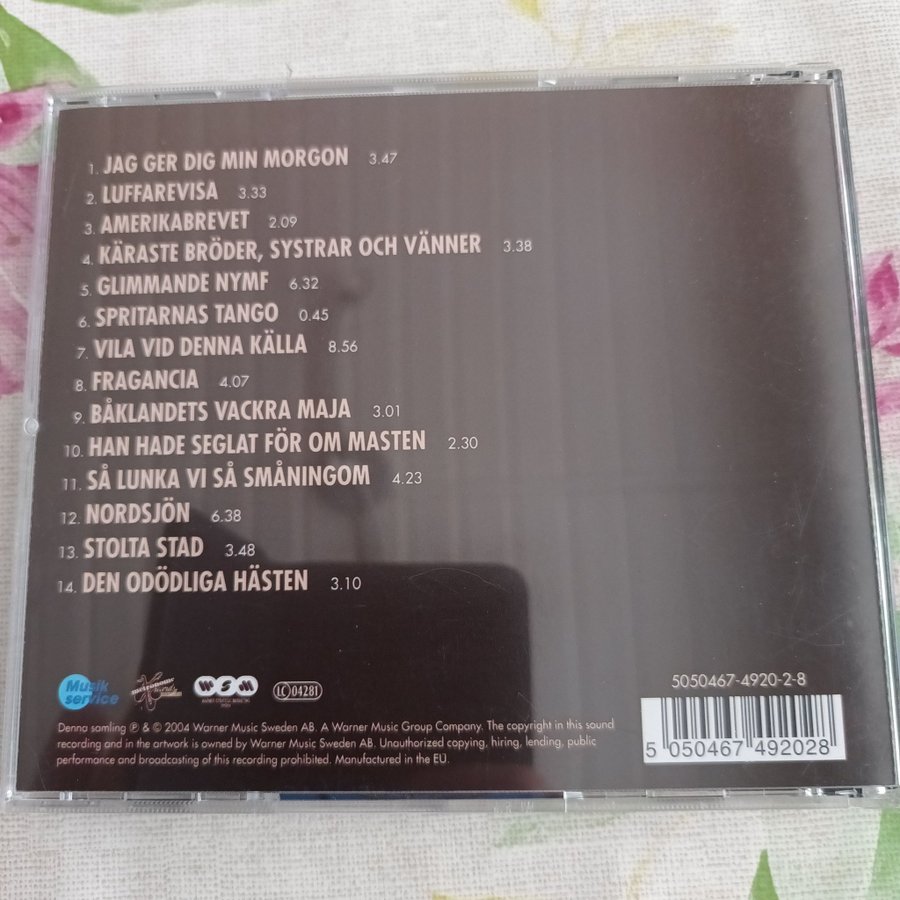 1. JAG GER DIG MIN MORGON 3.47
2. LUFFAREVISA 3.33
3. AMERIKABREVET 2.09
4. KÄRASTE BRÖDER, SYSTRAR OCH VÄNNER 3.38
5. GLIMMANDE NYMF 6.32
6. SPRITARNAS TANGO 0.45
7. VILA VID DENNA KÄLLA 8.56
8. FRAGANCIA 4.07
9. BÅKLANDETS VACKRA MAJA 3.01
10. HAN HADE SEGLAT FÖR OM MASTEN 2.30
11. SÅ LUNKA VI SÅ SMÅNINGOM 4.23
12. NORDSJÖN 6.38
13. STOLTA STAD 3.48
14. DEN ODÖDLIGA HÄSTEN 3.10
Musik
service
metronome
WSM
LC 04281
5050467-4920-2-8
Denna samling ℗ & © 2004 Warner Music Sweden AB. A Warner Music Group Company. The copyright in this sound
recording and in the artwork is owned by Warner Music Sweden AB. Unauthorized copying, hiring, lending, public
performance and broadcasting of this recording prohibited. Manufactured in the EU.
5 050467 492028